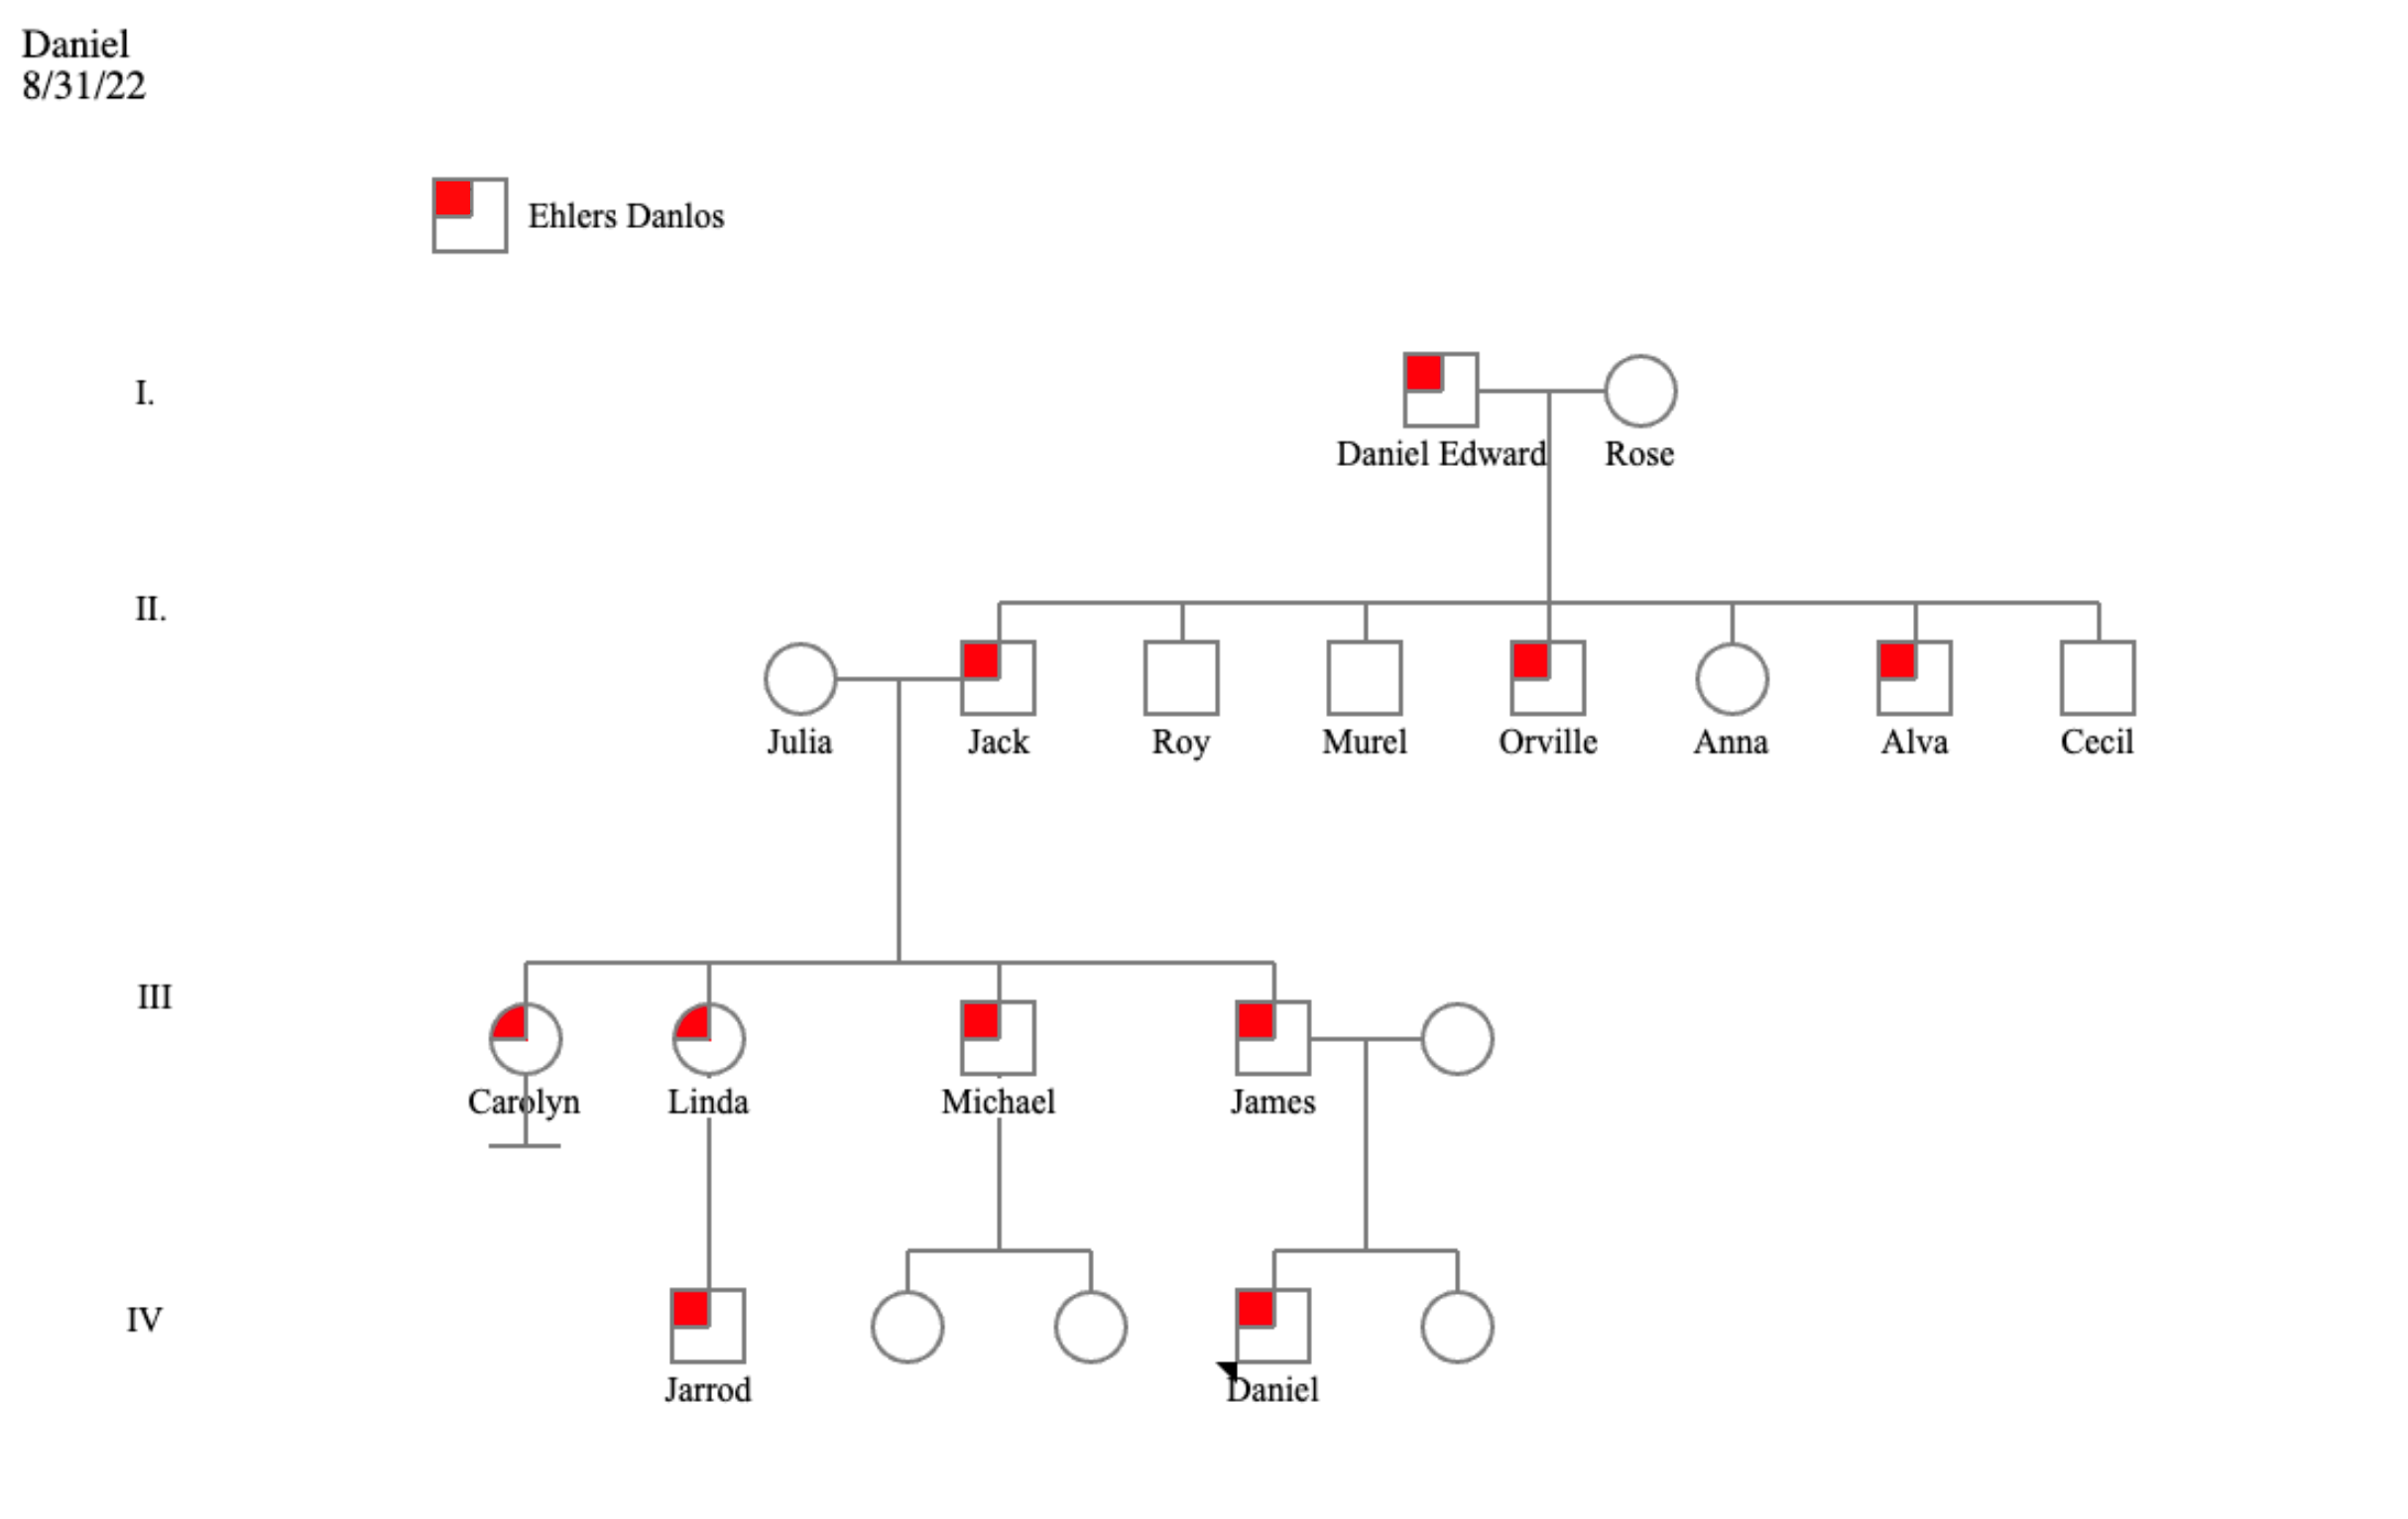 Daniel
8/31/22
Ehlers Danlos
I.
Daniel Edward Rose
II.
Julia Jack Roy Murel Orville Anna Alva Cecil
III
Carolyn Linda Michael James
IV
Jarrod Daniel